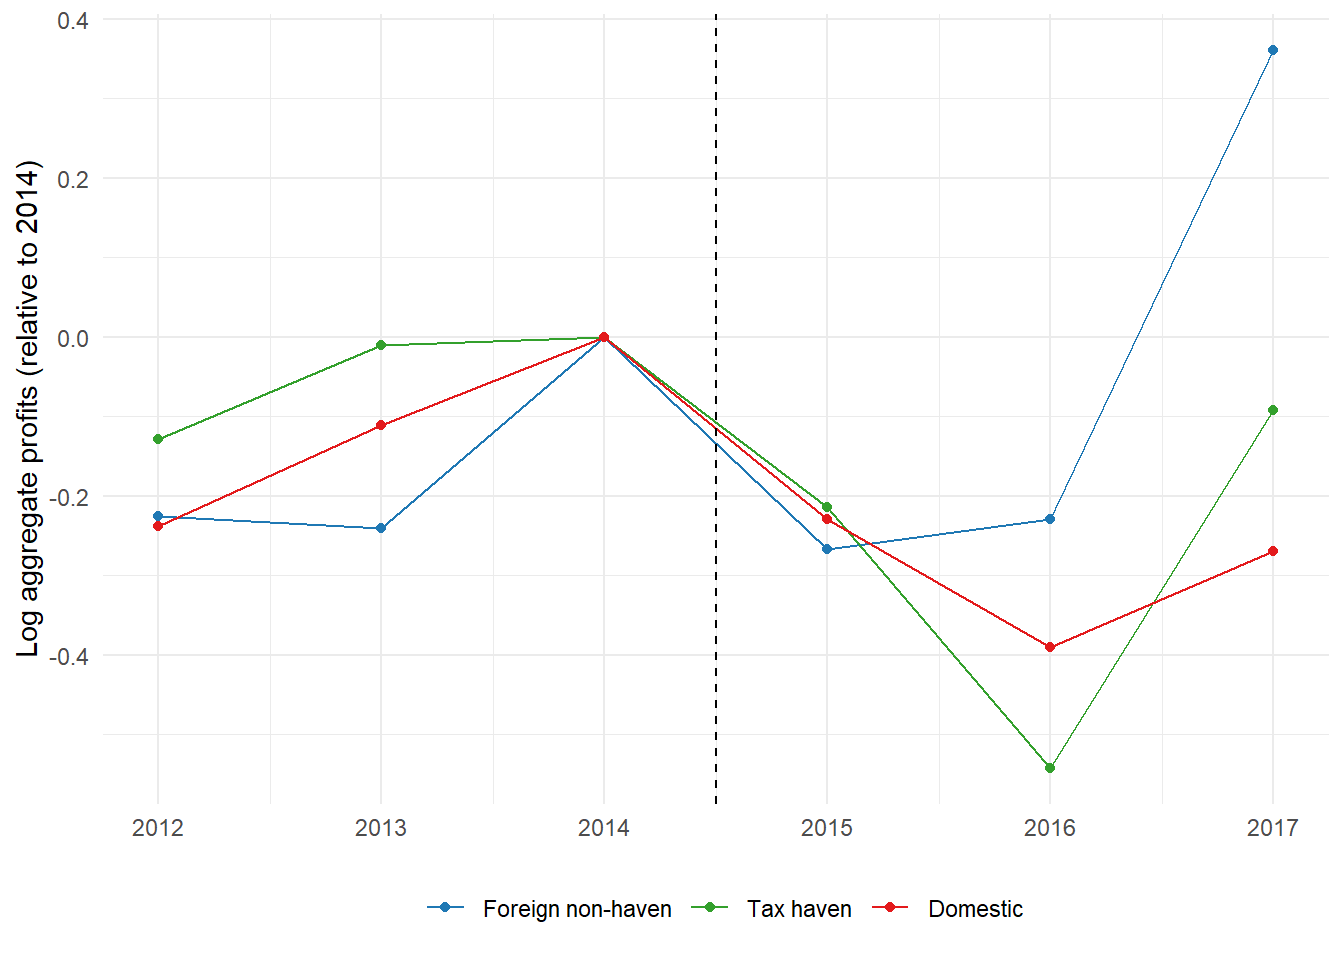 Log aggregate profits (relative to 2014)
0.4
0.2
0.0
-0.2
-0.4
2012 2013 2014 2015 2016 2017
Foreign non-haven Tax haven Domestic